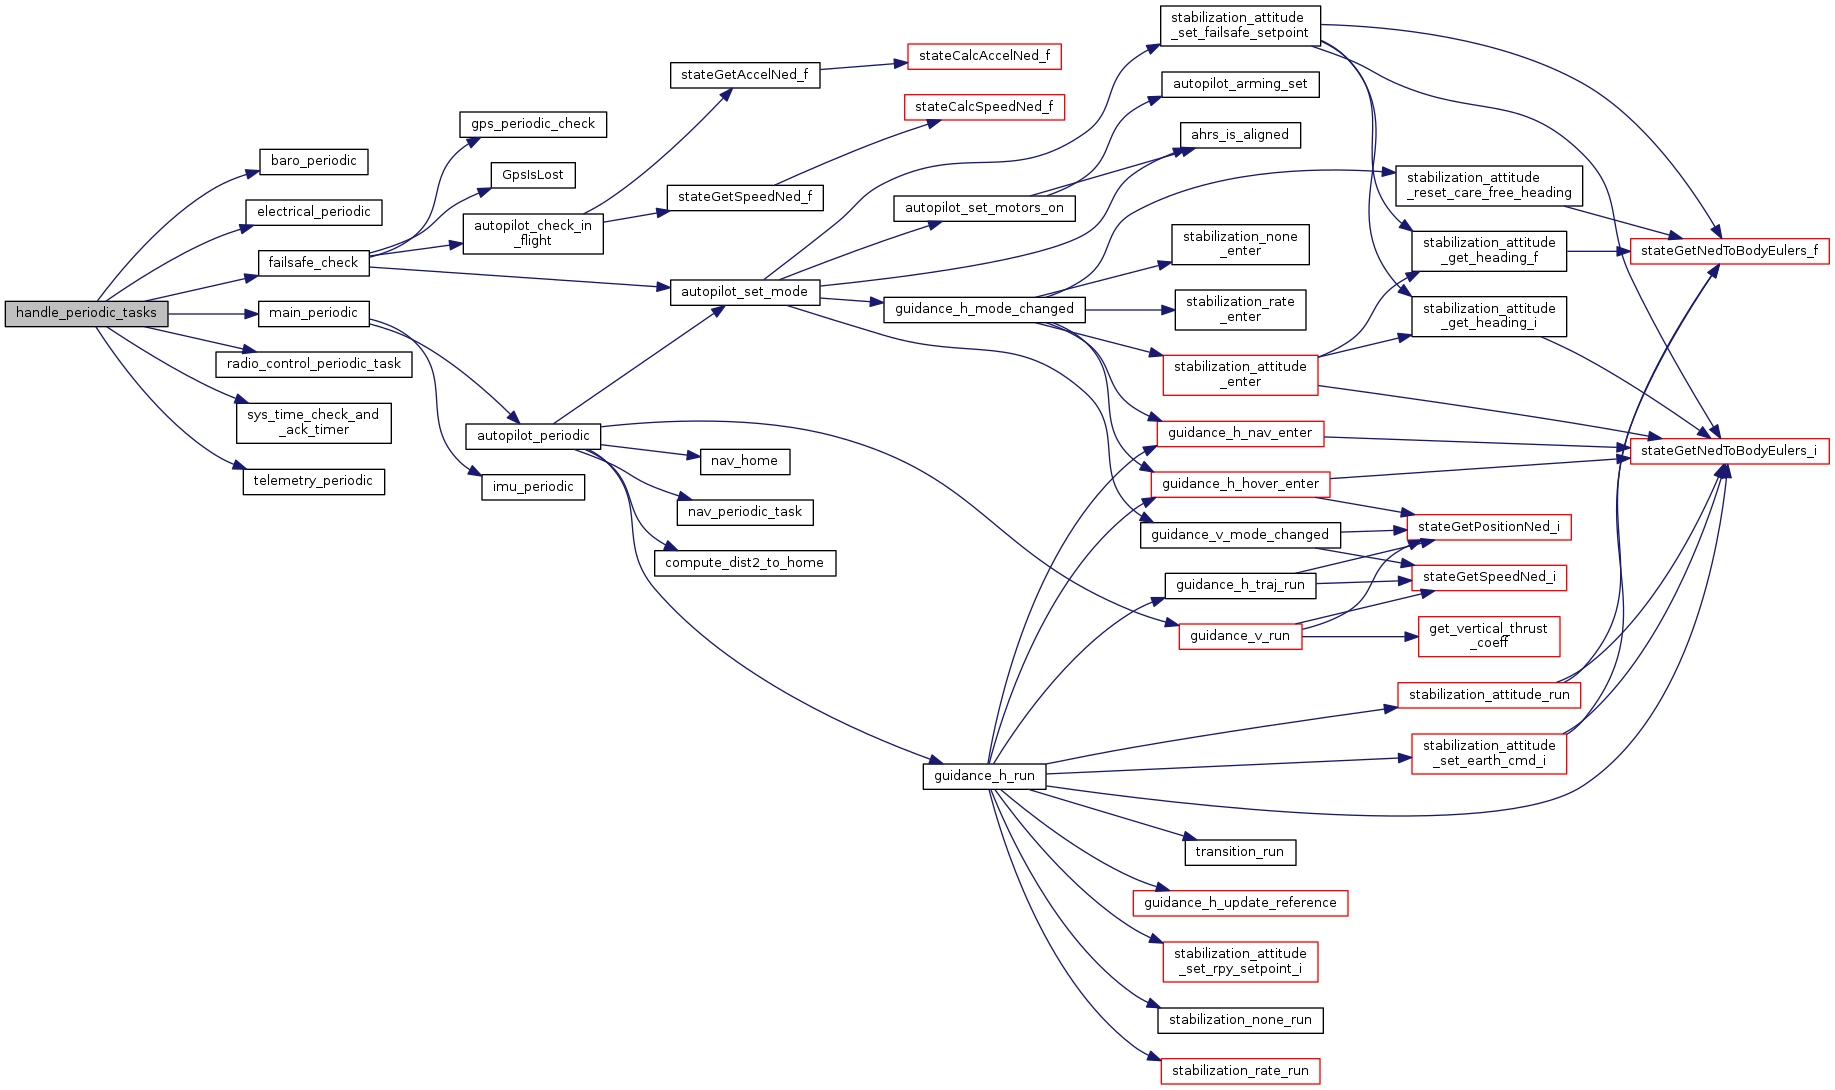 handle_periodic_tasks
baro_periodic
electrical_periodic
failsafe_check
main_periodic
radio_control_periodic_task
sys_time_check_and
_ack_timer
telemetry_periodic
gps_periodic_check
GpsIsLost
autopilot_check_in
_flight
autopilot_periodic
imu_periodic
stateGetAccelNed_f
stateGetSpeedNed_f
autopilot_set_mode
nav_home
nav_periodic_task
compute_dist2_to_home
stateCalcAccelNed_f
stateCalcSpeedNed_f
autopilot_set_motors_on
guidance_h_mode_changed
guidance_h_run
stabilization_attitude
_set_failsafe_setpoint
autopilot_arming_set
ahrs_is_aligned
stabilization_none
_enter
stabilization_rate
_enter
stabilization_attitude
_enter
guidance_h_nav_enter
guidance_h_hover_enter
guidance_v_mode_changed
guidance_h_traj_run
guidance_v_run
transition_run
guidance_h_update_reference
stabilization_attitude
_set_rpy_setpoint_i
stabilization_none_run
stabilization_rate_run
stabilization_attitude
_reset_care_free_heading
stabilization_attitude
_get_heading_f
stabilization_attitude
_get_heading_i
stateGetPositionNed_i
stateGetSpeedNed_i
get_vertical_thrust
_coeff
stabilization_attitude_run
stabilization_attitude
_set_earth_cmd_i
stateGetNedToBodyEulers_f
stateGetNedToBodyEulers_i